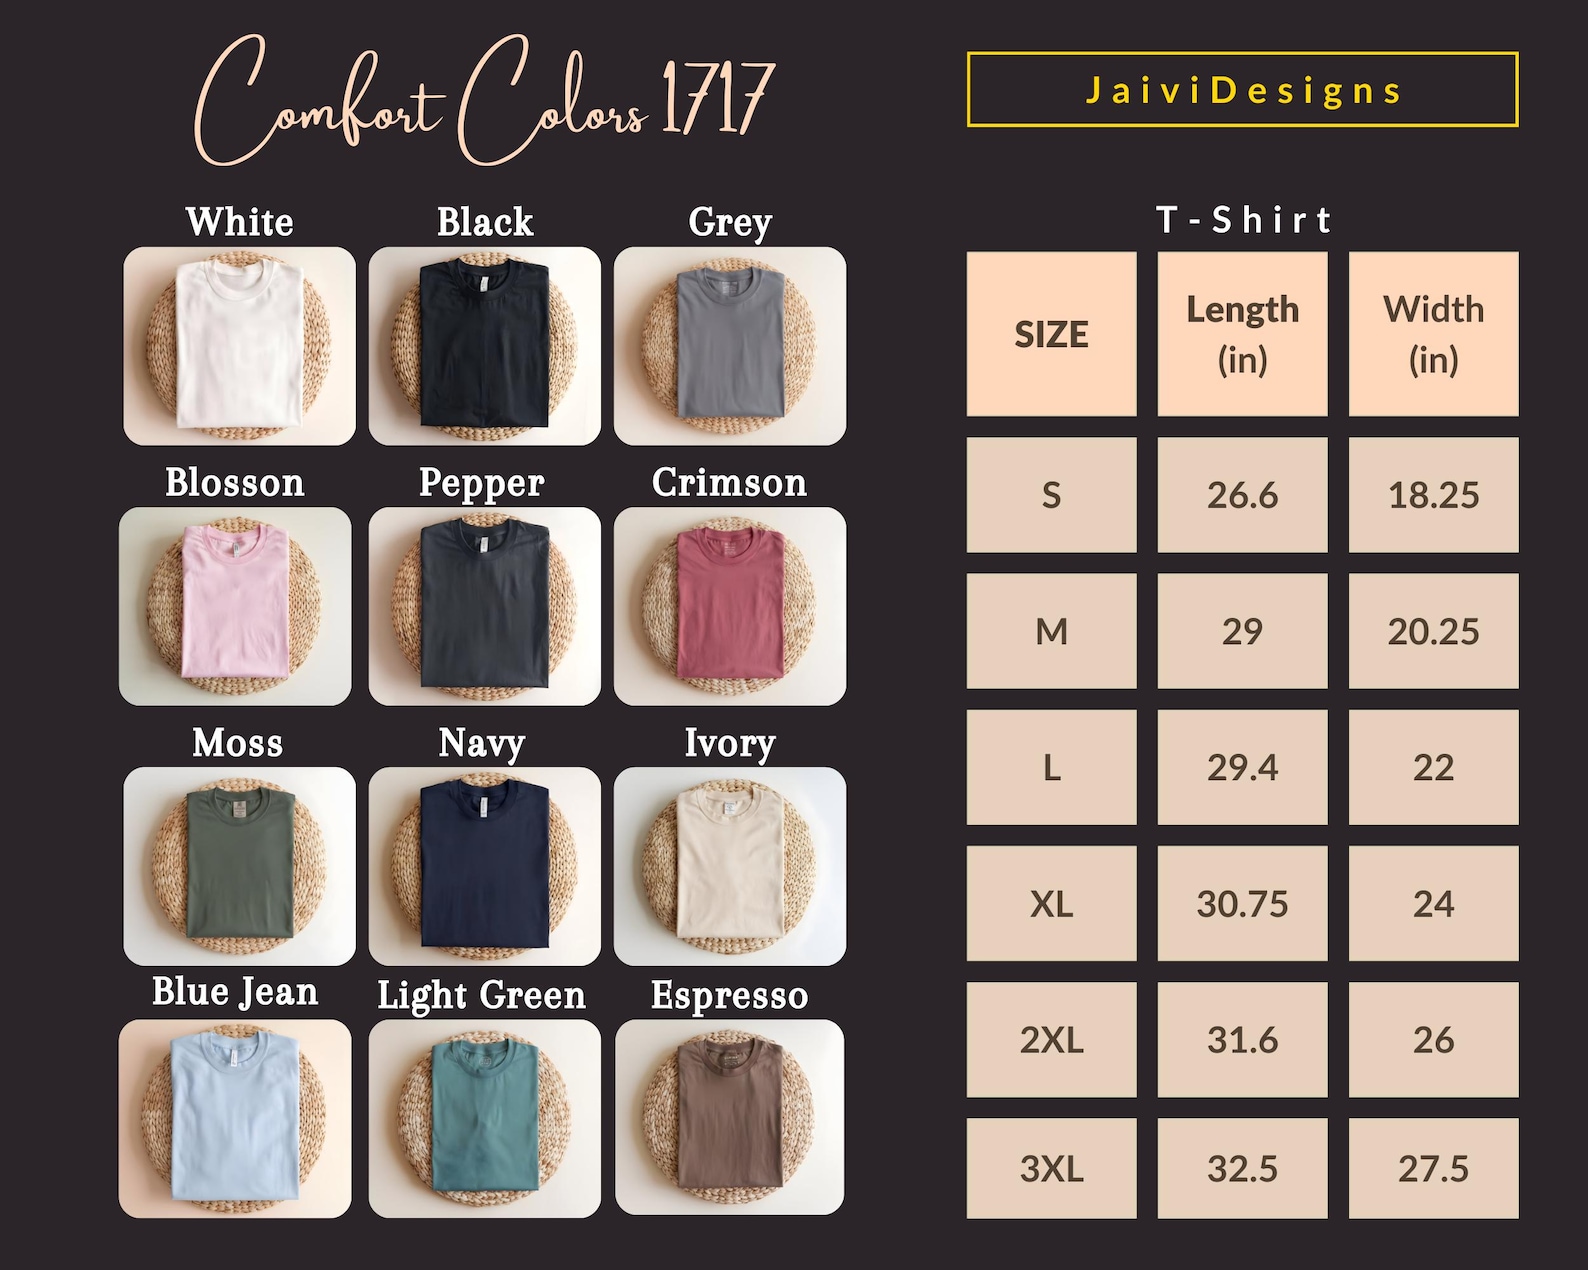 Comfort Colors 1717
JaiviDesigns
White Black Grey
Blosson Pepper Crimson
Moss Navy Ivory
Blue Jean Light Green Espresso
T-Shirt
SIZE Length (in) Width (in)
S 26.6 18.25
M 29 20.25
L 29.4 22
XL 30.75 24
2XL 31.6 26
3XL 32.5 27.5